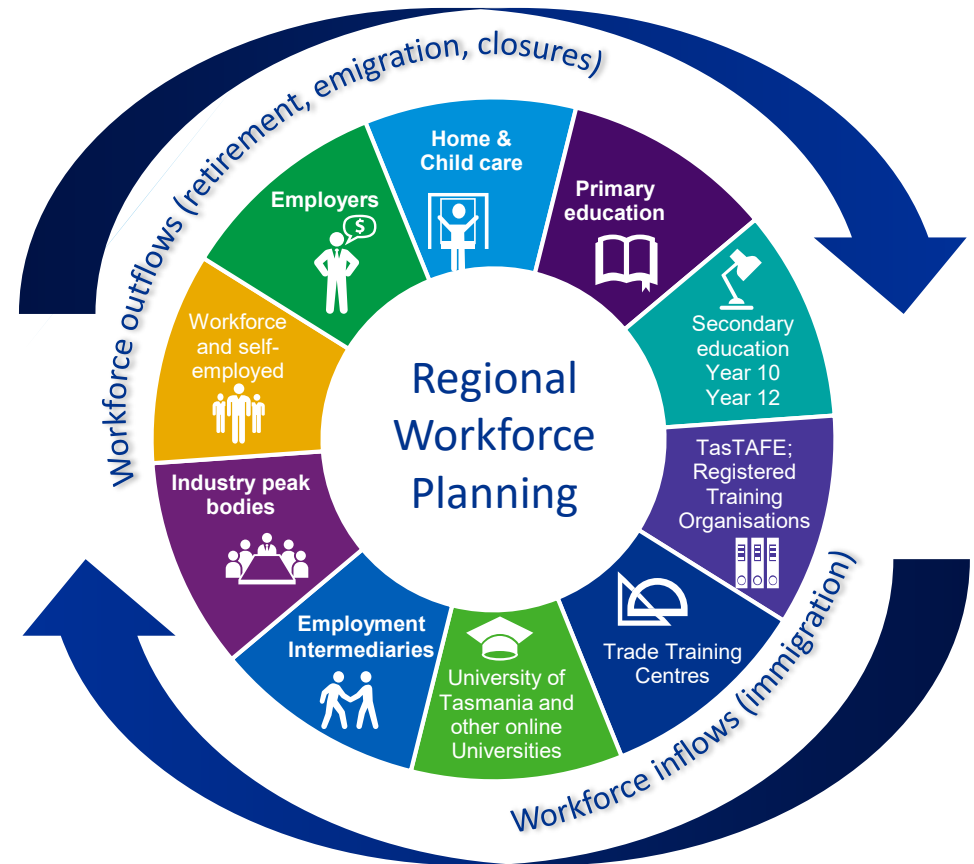 Workforce outflows (retirement, emigration, closures)
Home &
Child care
Primary
education
Secondary
education
Year 10
Year 12
TasTAFE;
Registered
Training
Organisations
Trade Training
Centres
University of
Tasmania and
other online
Universities
Employment
Intermediaries
Industry peak
bodies
Workforce
and self-
employed
Employers
$
Regional
Workforce
Planning
Workforce inflows (immigration)